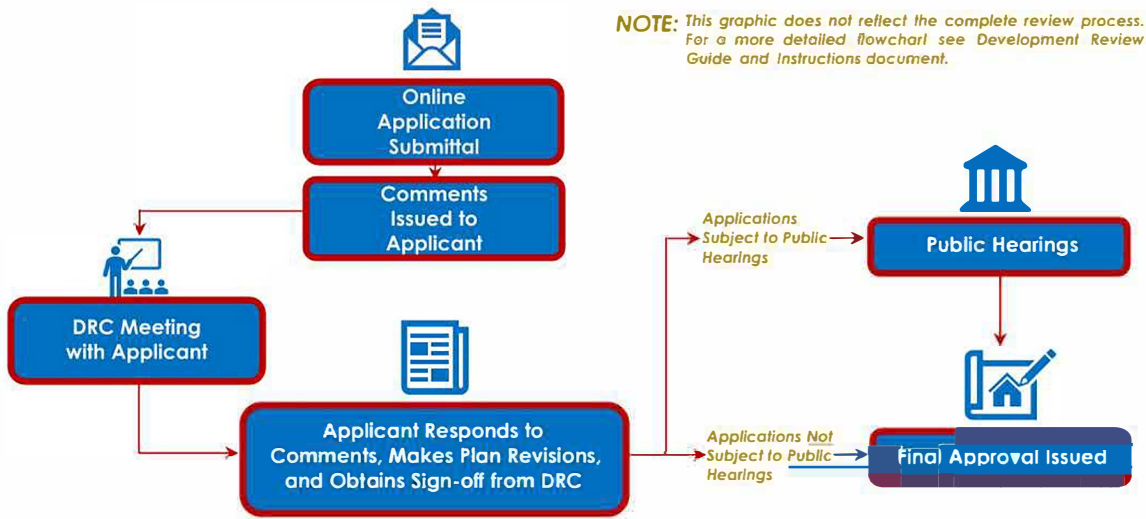 NOTE: This graphic does not reflect the complete review process.
For a more detailed flowchart see Development Review
Guide and Instructions document.
Online
Application
Submittal
Comments
Issued to
Applicant
DRC Meeting
with Applicant
Applicant Responds to
Comments, Makes Plan Revisions,
and Obtains Sign-off from DRC
Applications
Subject to Public
Hearings
Public Hearings
Applications Not
Subject to Public
Hearings
Final Approval Issued